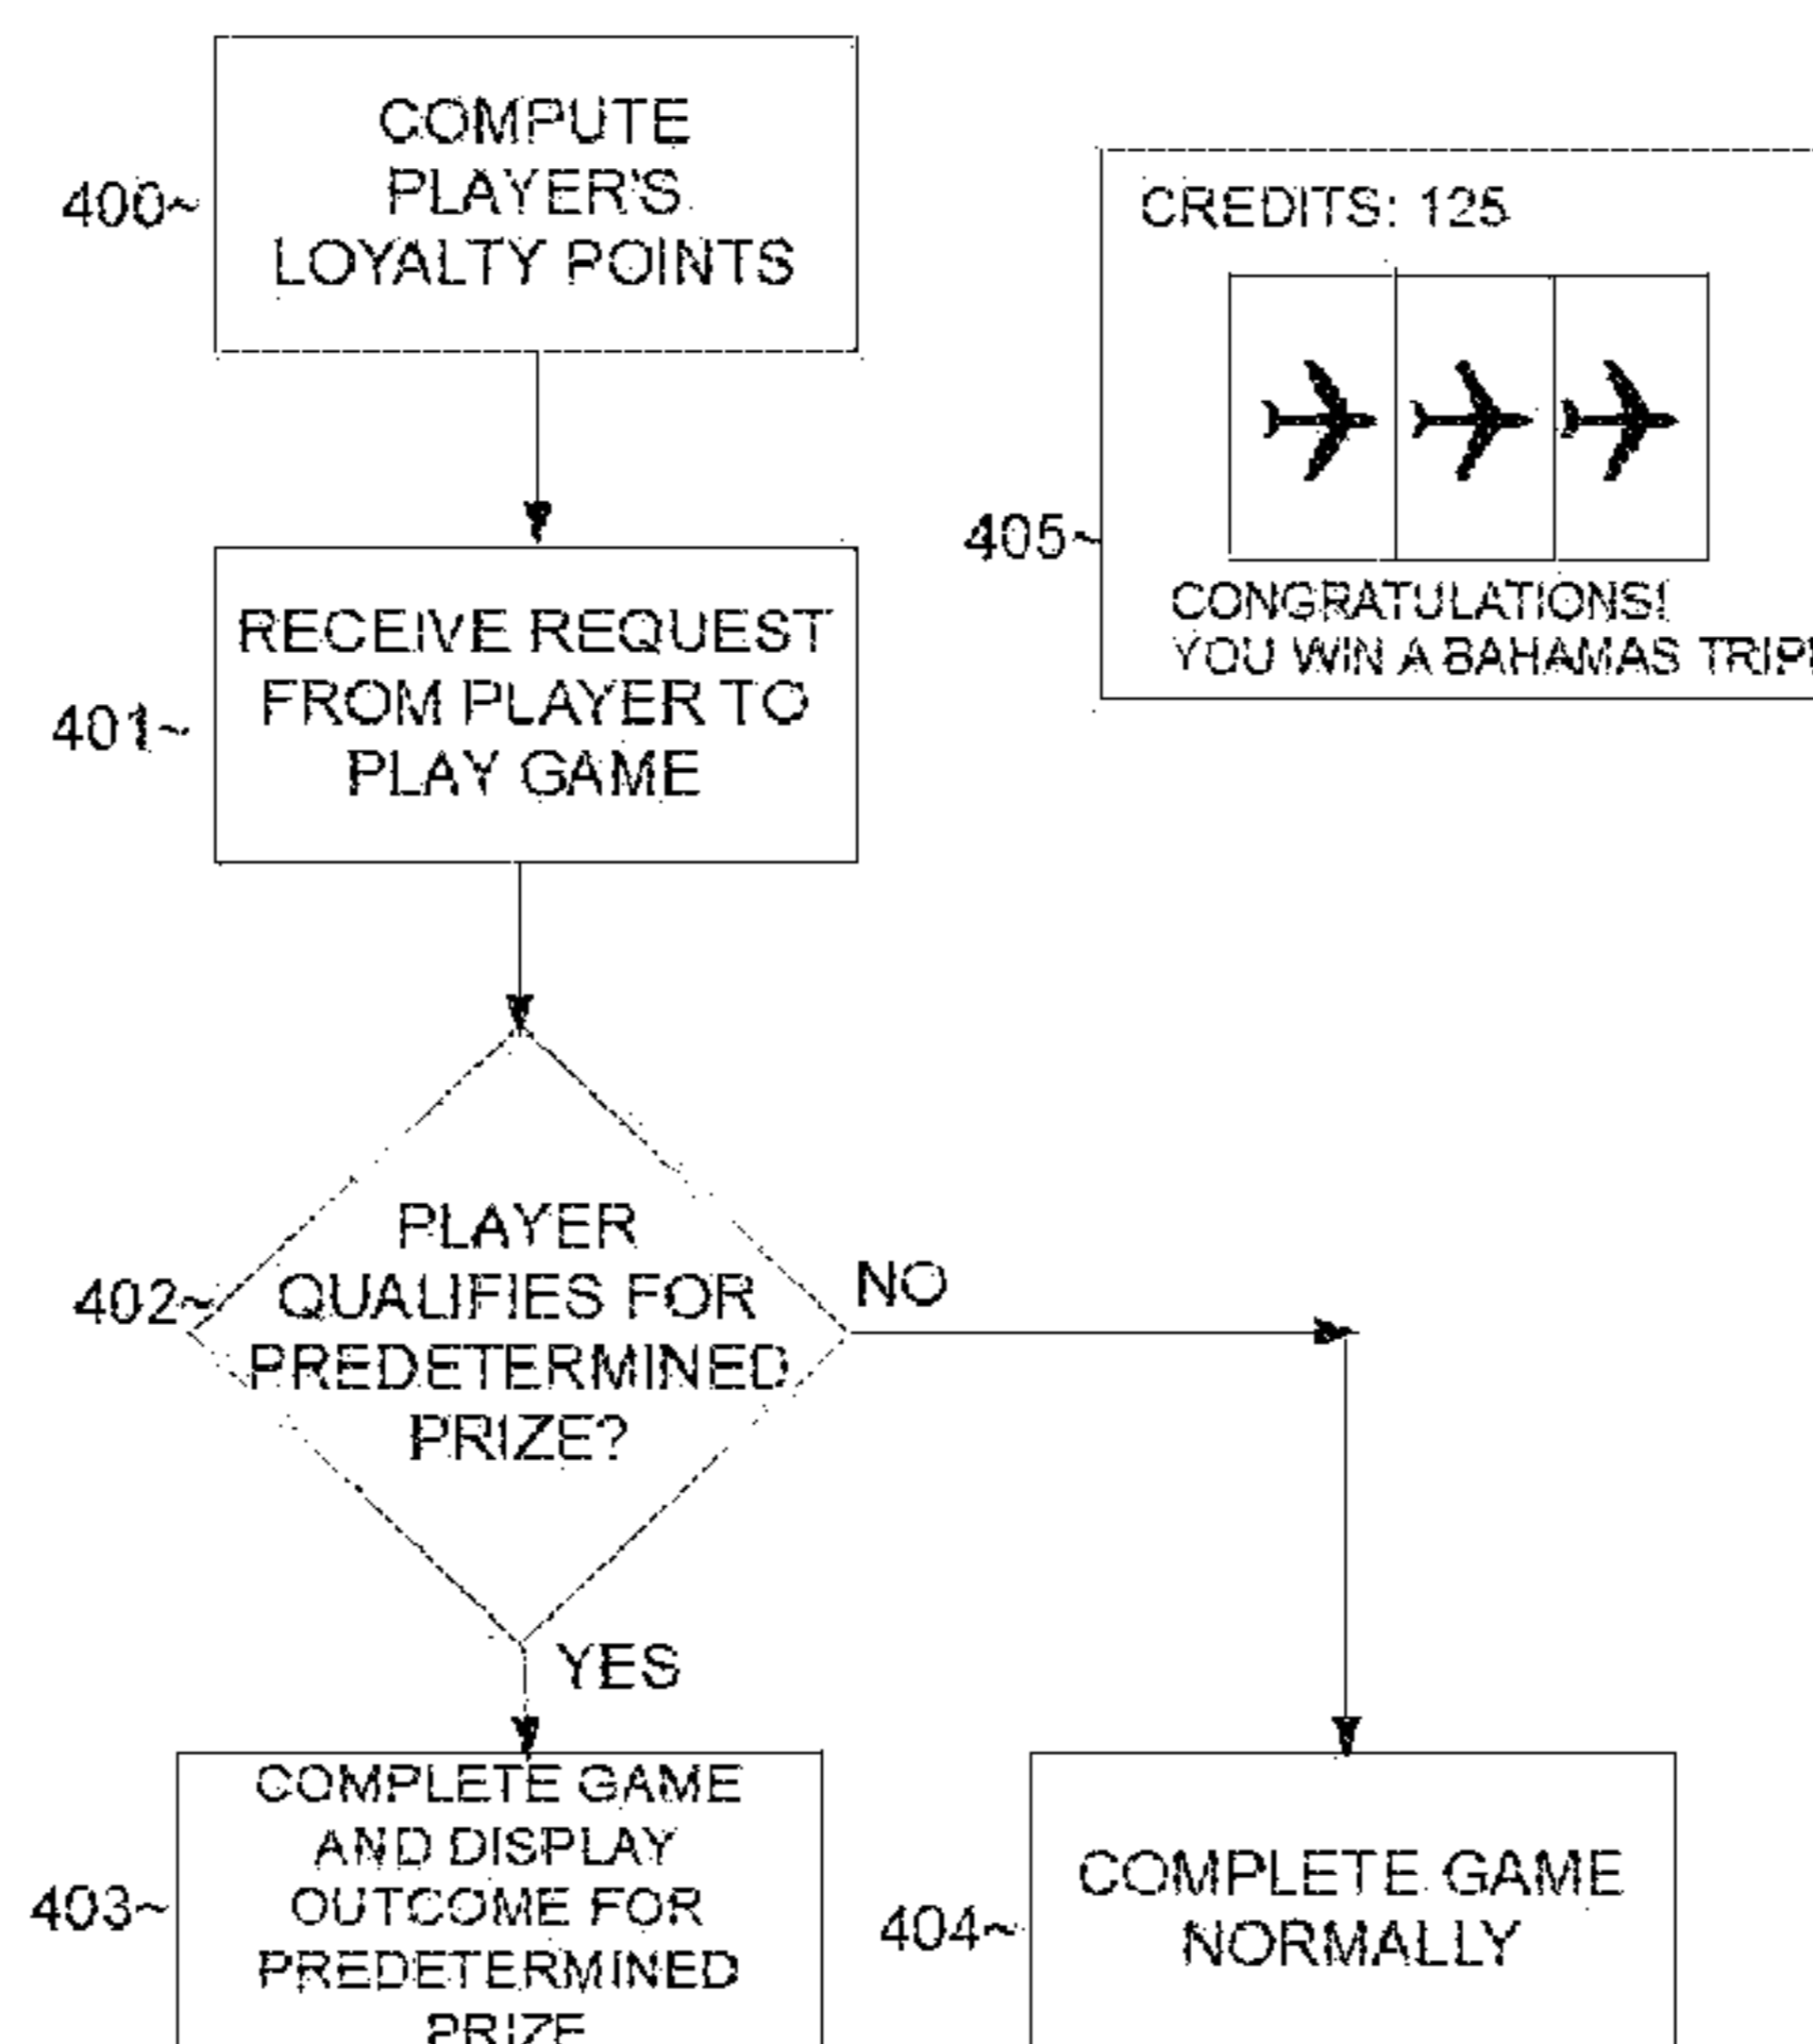 COMPUTE
PLAYER'S
LOYALTY POINTS
400~
CREDITS: 125
405~
CONGRATULATIONS!
YOU WIN A BAHAMAS TRIP
RECEIVE REQUEST
FROM PLAYER TO
PLAY GAME
401~
PLAYER
QUALIFIES FOR
PREDETERMINED
PRIZE?
402~
NO
YES
COMPLETE GAME
AND DISPLAY
OUTCOME FOR
PREDETERMINED
PRIZE
403~
404~
COMPLETE GAME
NORMALLY